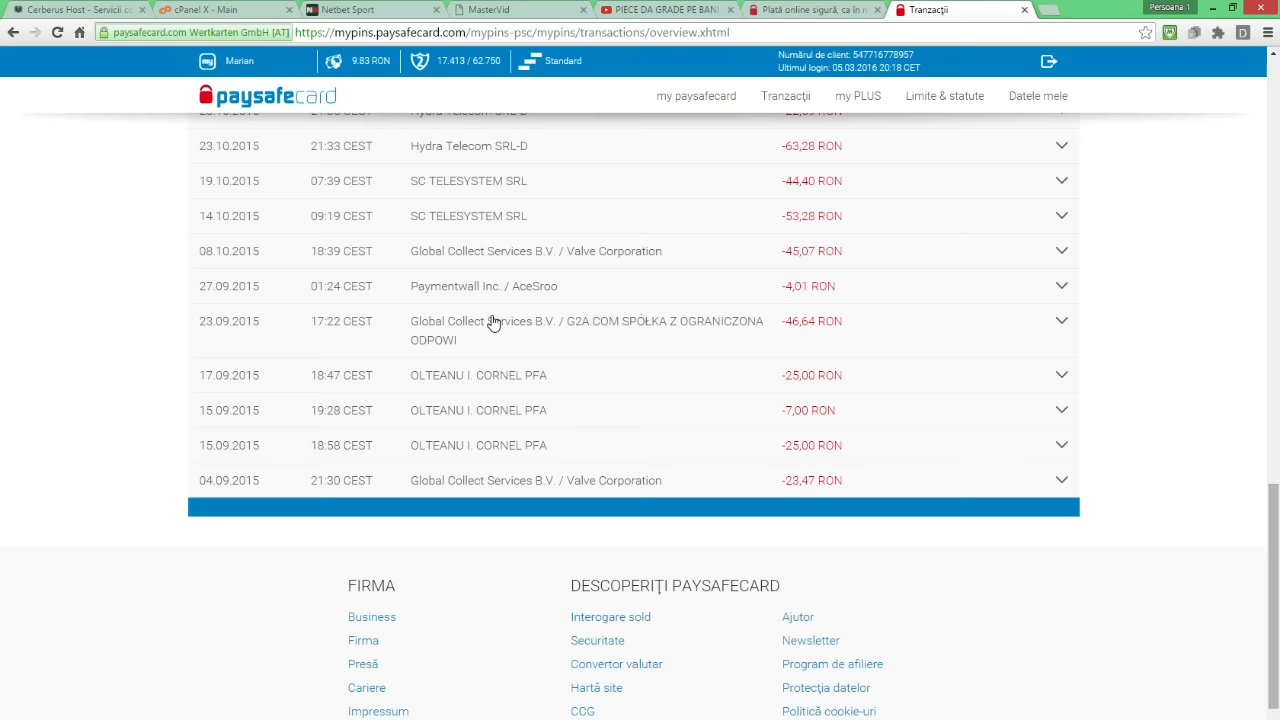 Cerberus Host - Servicii co
cPanel X - Main
Netbet Sport
MasterVid
PIECE DA GRADE PE BANI
Plată online sigură, ca în n
Tranzacții
Persoana 1
paysafecard.com Wertkarten GmbH [AT]
https://mypins.paysafecard.com/mypins-psc/mypins/transactions/overview.xhtml
my Marian
9.83 RON
2 17.413 / 62.750
Standard
Numărul de client: 547716778957
Ultimul login: 05.03.2016 20:18 CET
paysafecard
my paysafecard Tranzacții my PLUS Limite & statute Datele mele
23.10.2015 21:33 CEST Hydra Telecom SRL-D -63,28 RON
19.10.2015 07:39 CEST SC TELESYSTEM SRL -44,40 RON
14.10.2015 09:19 CEST SC TELESYSTEM SRL -53,28 RON
08.10.2015 18:39 CEST Global Collect Services B.V. / Valve Corporation -45,07 RON
27.09.2015 01:24 CEST Paymentwall Inc. / AceSroo -4,01 RON
23.09.2015 17:22 CEST Global Collect Services B.V. / G2A.COM SPÓŁKA Z OGRANICZONA -46,64 RON
ODPOWI
17.09.2015 18:47 CEST OLTEANU I. CORNEL PFA -25,00 RON
15.09.2015 19:28 CEST OLTEANU I. CORNEL PFA -7,00 RON
15.09.2015 18:58 CEST OLTEANU I. CORNEL PFA -25,00 RON
04.09.2015 21:30 CEST Global Collect Services B.V. / Valve Corporation -23,47 RON
FIRMA
DESCOPERIŢI PAYSAFECARD
Business Interogare sold Ajutor
Firma Securitate Newsletter
Presă Convertor valutar Program de afiliere
Cariere Hartă site Protecţia datelor
Impressum CCG Politică cookie-uri